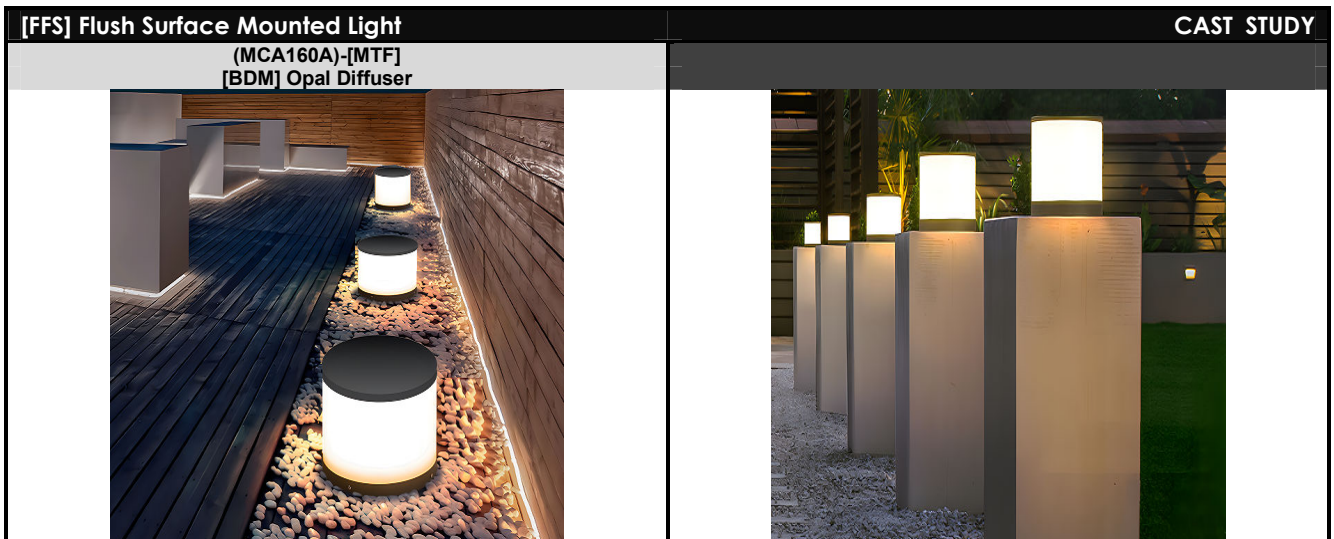 [FFS] Flush Surface Mounted Light
CAST STUDY
(MCA160A)-[MTF]
[BDM] Opal Diffuser